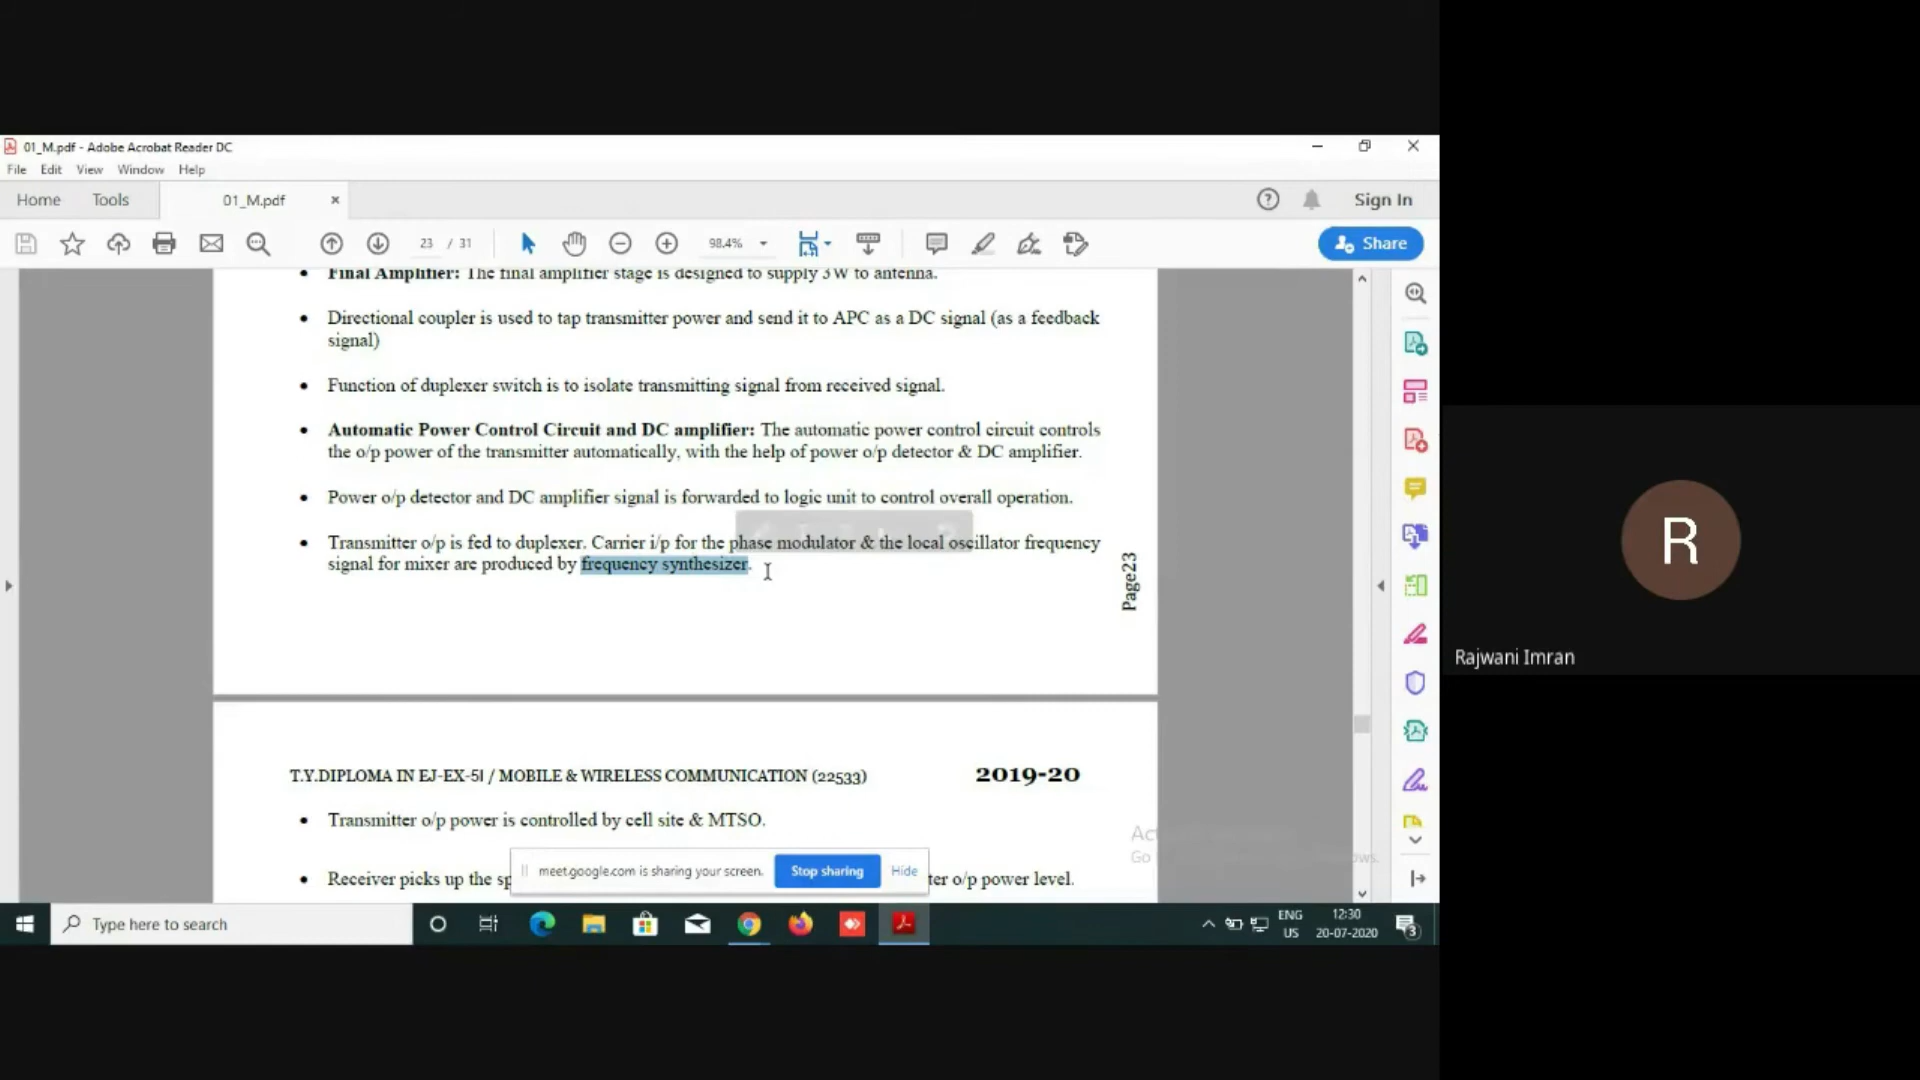 01_M.pdf - Adobe Acrobat Reader DC
File Edit View Window Help
Home Tools 01_M.pdf × Sign In
23 / 31 98.4% Share
• Final Amplifier: The final amplifier stage is designed to supply 3W to antenna.
• Directional coupler is used to tap transmitter power and send it to APC as a DC signal (as a feedback
signal)
• Function of duplexer switch is to isolate transmitting signal from received signal.
• Automatic Power Control Circuit and DC amplifier: The automatic power control circuit controls
the o/p power of the transmitter automatically, with the help of power o/p detector & DC amplifier.
• Power o/p detector and DC amplifier signal is forwarded to logic unit to control overall operation.
• Transmitter o/p is fed to duplexer. Carrier i/p for the phase modulator & the local oscillator frequency
signal for mixer are produced by frequency synthesizer.
Page23
R
Rajwani Imran
T.Y.DIPLOMA IN EJ-EX-5I / MOBILE & WIRELESS COMMUNICATION (22533) 2019-20
• Transmitter o/p power is controlled by cell site & MTSO.
Go
• Receiver picks up the
meet.google.com is sharing your screen. Stop sharing Hide
o/p power level.
Type here to search
ENG
US
12:30
20-07-2020
3